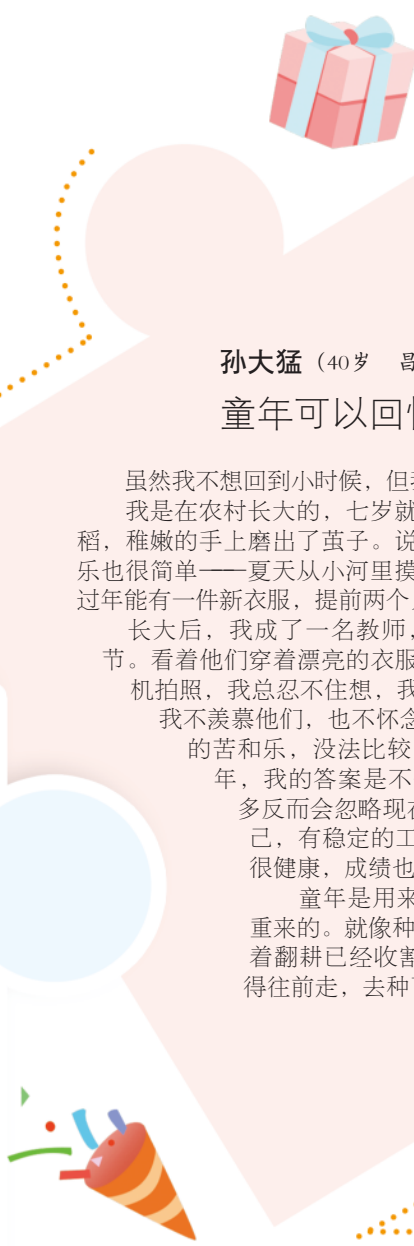 孙大猛（40岁
童年可以回
虽然我不想回到小时候，但
我是在农村长大的，七岁就
稻，稚嫩的手上磨出了茧子。说
乐也很简单——夏天从小河里摸
过年能有一件新衣服，提前两个
长大后，我成了一名教师，
节。看着他们穿着漂亮的衣服
机拍照，我总忍不住想，我
我不羡慕他们，也不怀念
的苦和乐，没法比较
年，我的答案是不
多反而会忽略现在
己，有稳定的工
很健康，成绩也
童年是用来
重来的。就像种
着翻耕已经收割
得往前走，去种